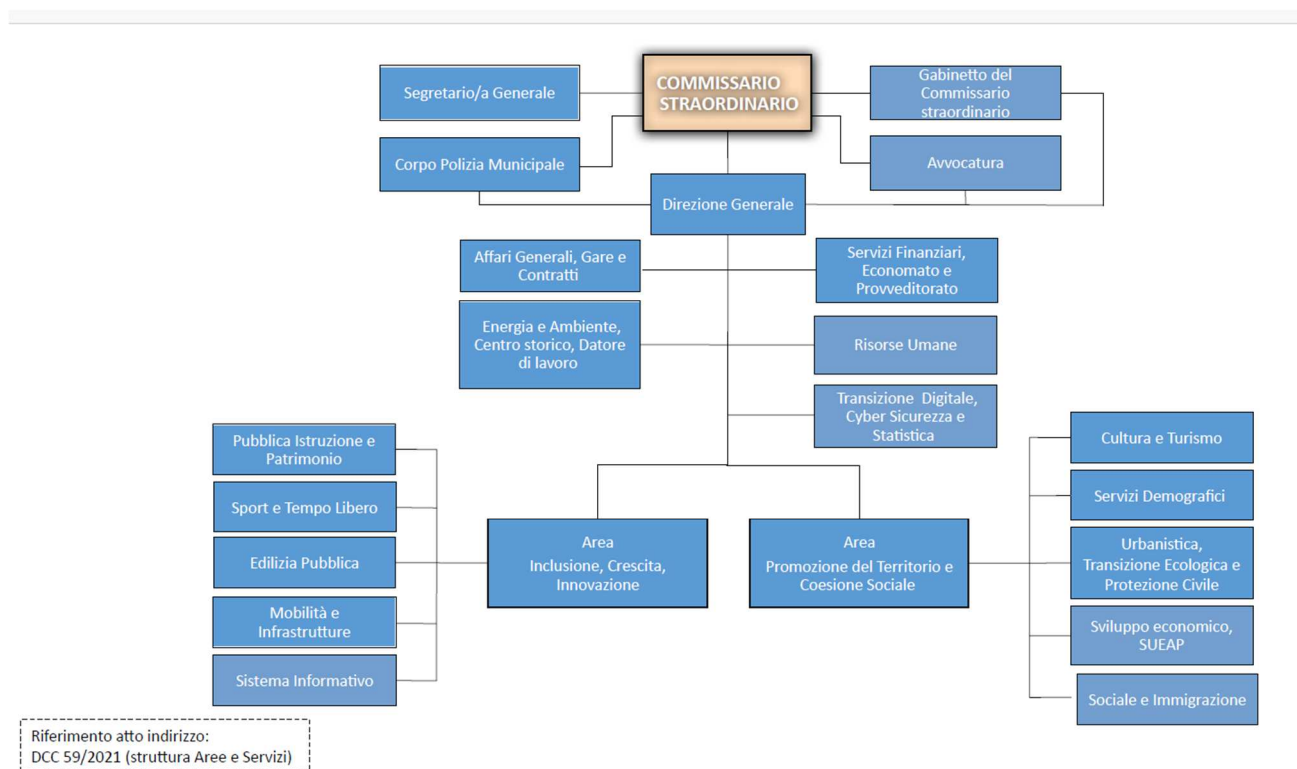 COMMISSARIO
STRAORDINARIO
Segretario/a Generale
Gabinetto del
Commissario
straordinario
Corpo Polizia Municipale
Avvocatura
Direzione Generale
Affari Generali, Gare e
Contratti
Servizi Finanziari,
Economato e
Provveditorato
Energia e Ambiente,
Centro storico, Datore
di lavoro
Risorse Umane
Transizione Digitale,
Cyber Sicurezza e
Statistica
Pubblica Istruzione e
Patrimonio
Sport e Tempo Libero
Edilizia Pubblica
Mobilità e
Infrastrutture
Sistema Informativo
Area
Inclusione, Crescita,
Innovazione
Area
Promozione del Territorio e
Coesione Sociale
Cultura e Turismo
Servizi Demografici
Urbanistica,
Transizione Ecologica e
Protezione Civile
Sviluppo economico,
SUEAP
Sociale e Immigrazione
Riferimento atto indirizzo:
DCC 59/2021 (struttura Aree e Servizi)